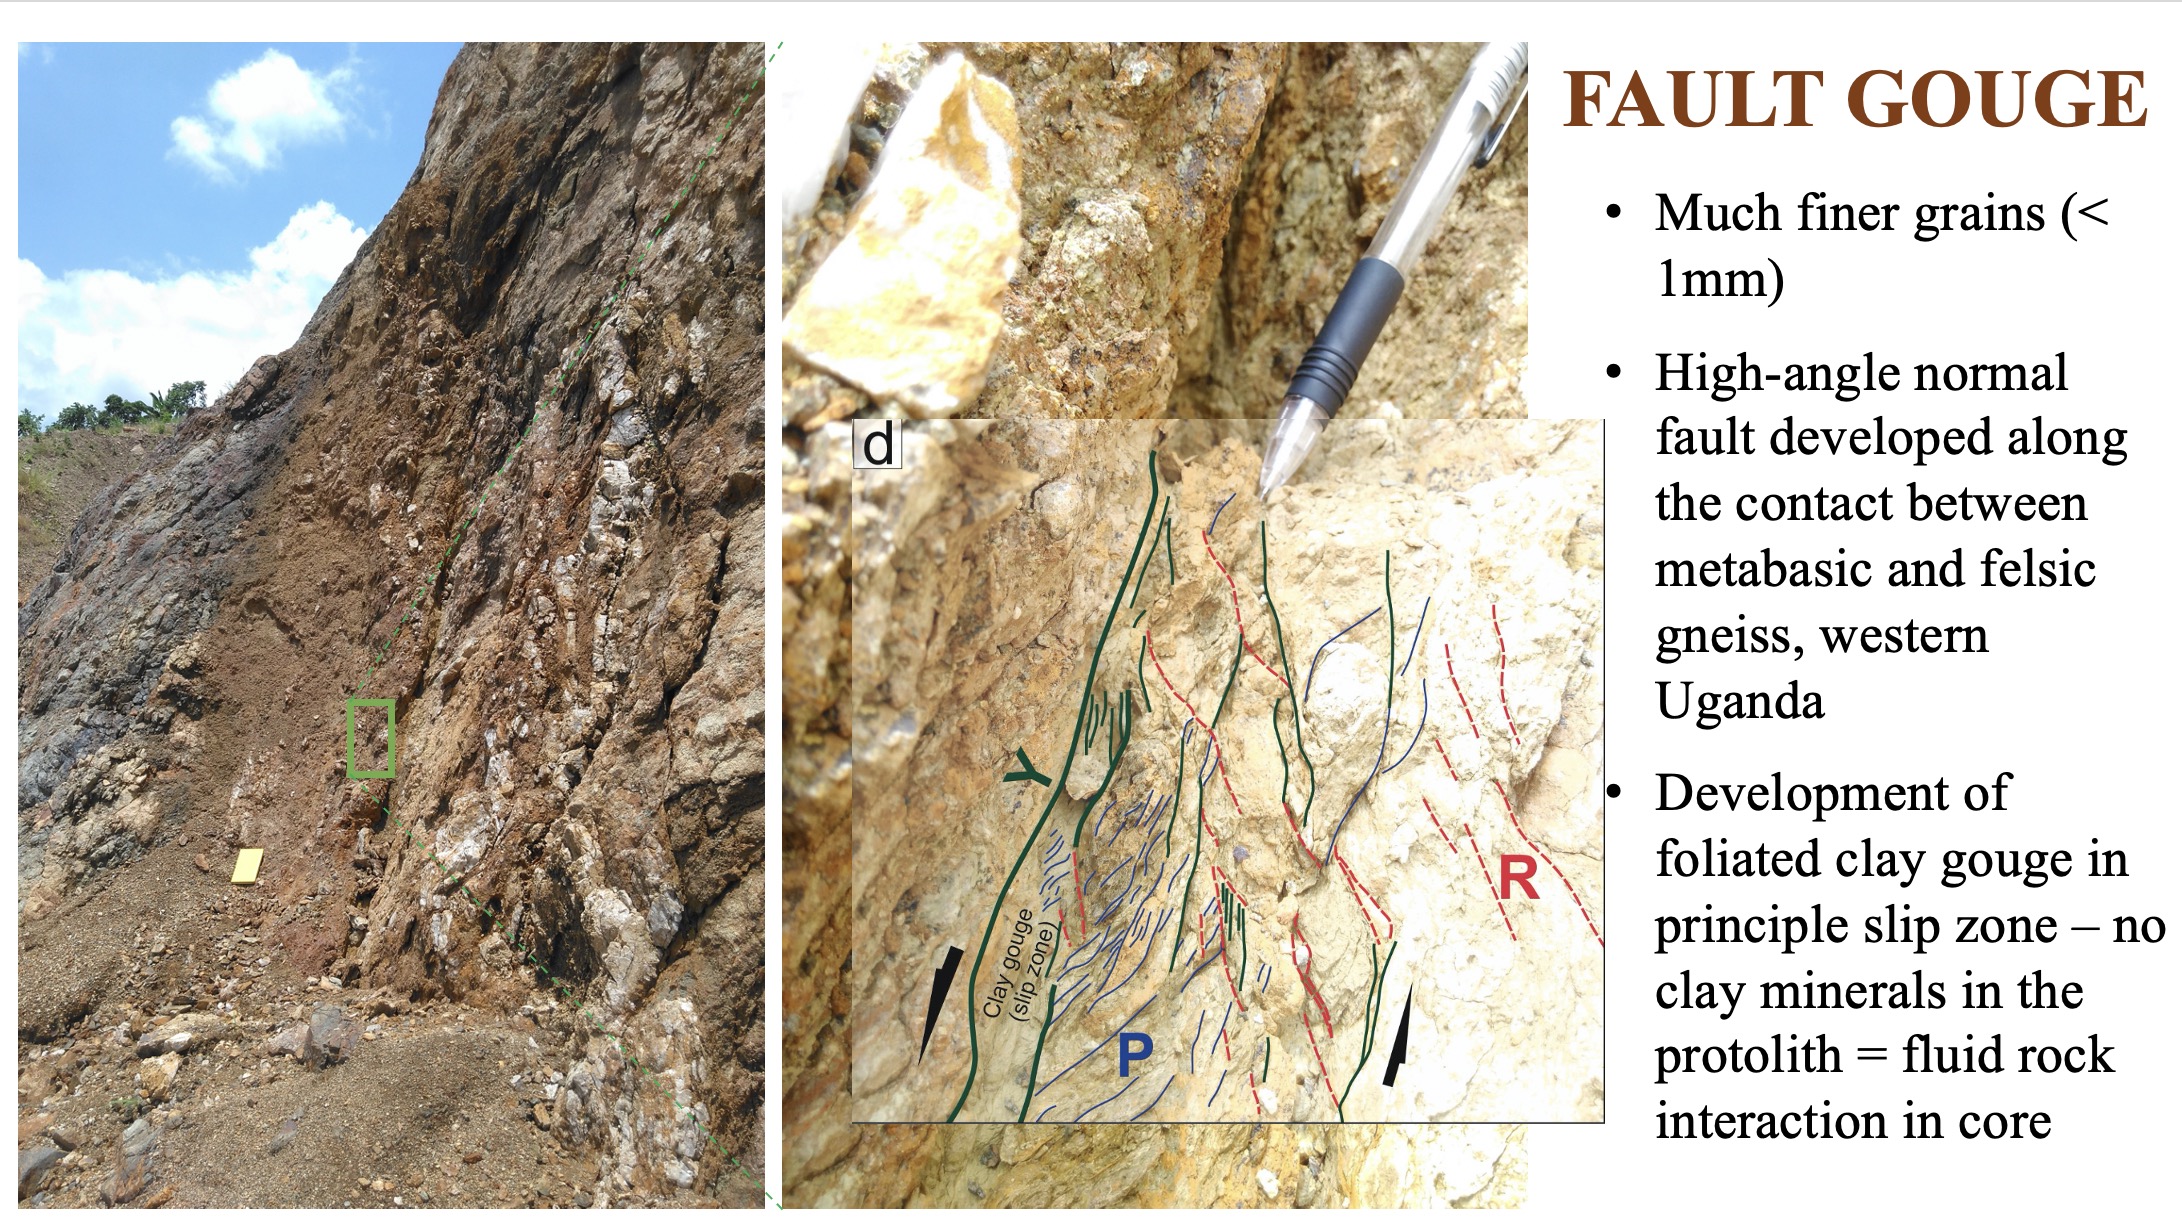 FAULT GOUGE
• Much finer grains (<
1mm)
• High-angle normal
fault developed along
the contact between
metabasic and felsic
gneiss, western
Uganda
• Development of
foliated clay gouge in
principle slip zone – no
clay minerals in the
protolith = fluid rock
interaction in core
d
Y
Clay gouge
(slip zone)
P
R